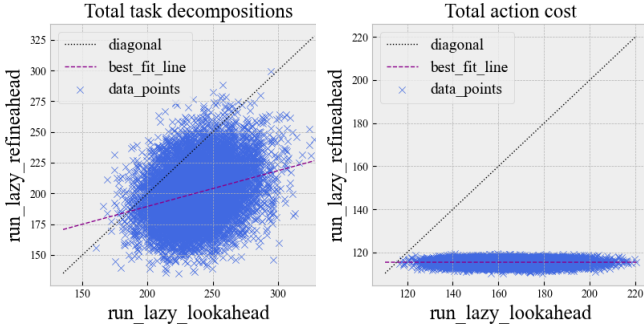 Total task decompositions
diagonal
best_fit_line
data_points
325
300
275
250
225
200
175
150
150
200
250
300
run_lazy_refineahead
run_lazy_lookahead
Total action cost
diagonal
best_fit_line
data_points
220
200
180
160
140
120
120
140
160
180
200
220
run_lazy_refineahead
run_lazy_lookahead